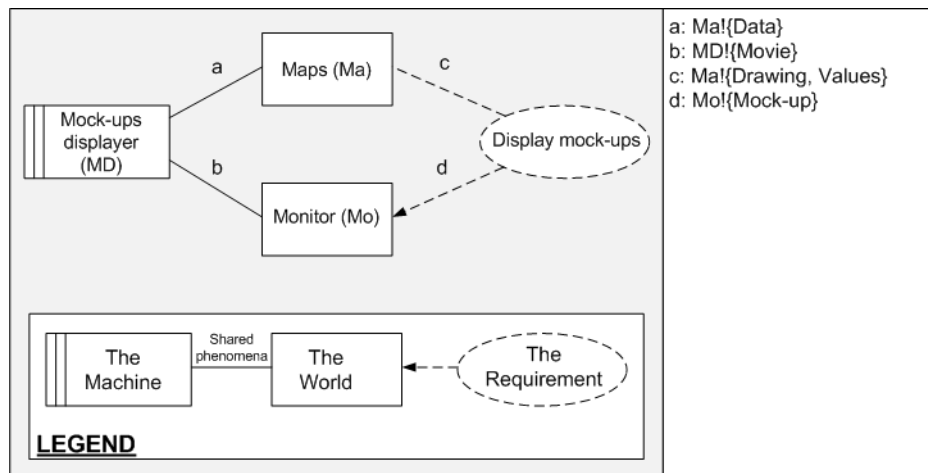 a
Maps (Ma)
c
Mock-ups
displayer
(MD)
Display mock-ups
b
Monitor (Mo)
d
a: Ma!{Data}
b: MD!{Movie}
c: Ma!{Drawing, Values}
d: Mo!{Mock-up}
The
Machine
Shared
phenomena
The
World
The
Requirement
LEGEND